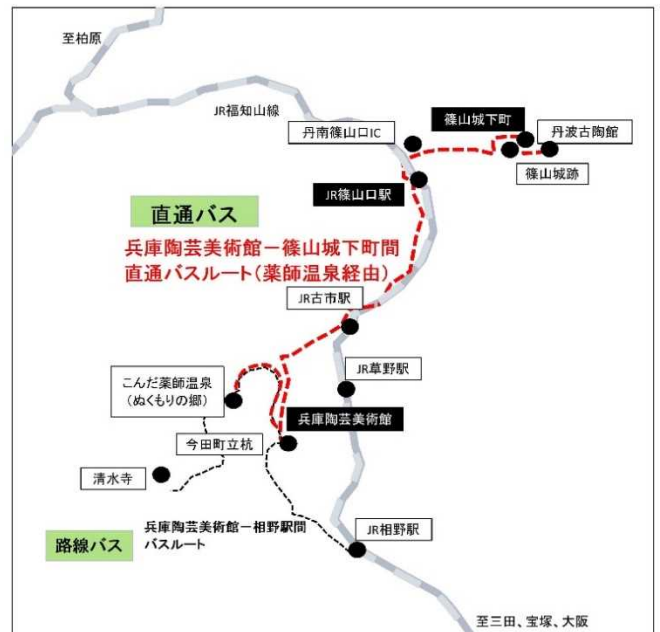 至柏原
JR福知山線
丹南篠山口IC
篠山城下町
丹波古陶館
篠山城跡
JR篠山口駅
直通バス
兵庫陶芸美術館－篠山城下町間
直通バスルート(薬師温泉経由)
JR古市駅
こんだ薬師温泉
(ぬくもりの郷)
JR草野駅
兵庫陶芸美術館
今田町立杭
清水寺
路線バス
兵庫陶芸美術館－相野駅間
バスルート
JR相野駅
至三田、宝塚、大阪